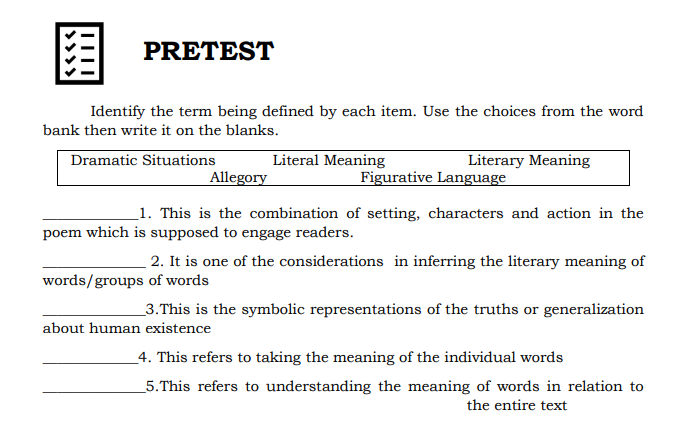 PRETEST
Identify the term being defined by each item. Use the choices from the word
bank then write it on the blanks.
Dramatic Situations Literal Meaning Literary Meaning
Allegory Figurative Language
_____________1. This is the combination of setting, characters and action in the
poem which is supposed to engage readers.
______________ 2. It is one of the considerations in inferring the literary meaning of
words/groups of words
______________3.This is the symbolic representations of the truths or generalization
about human existence
_____________4. This refers to taking the meaning of the individual words
______________5.This refers to understanding the meaning of words in relation to
the entire text